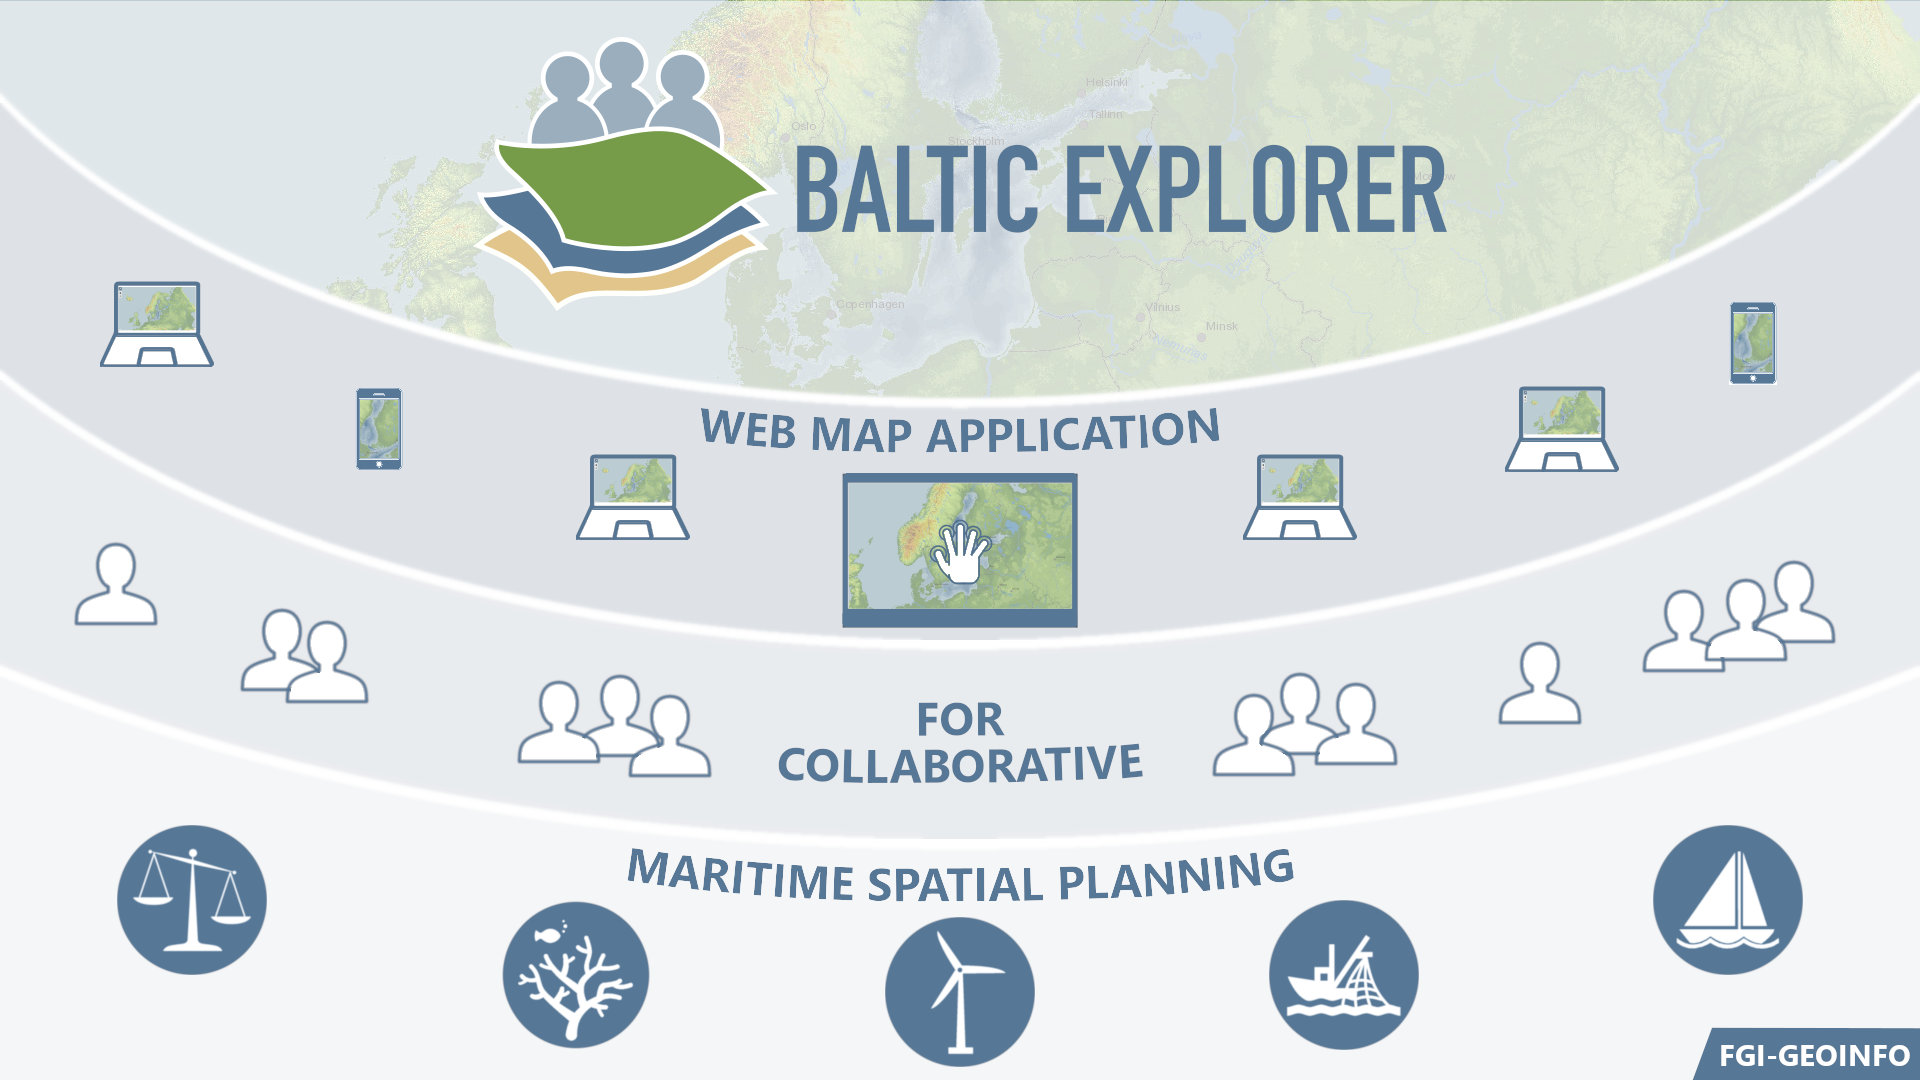 Helsinki
Tallinn
Oslo
Stockholm
BALTIC EXPLORER
Copenhagen
Vilnius
Minsk
Nemunas
WEB MAP APPLICATION
FOR
COLLABORATIVE
MARITIME SPATIAL PLANNING
FGI-GEOINFO